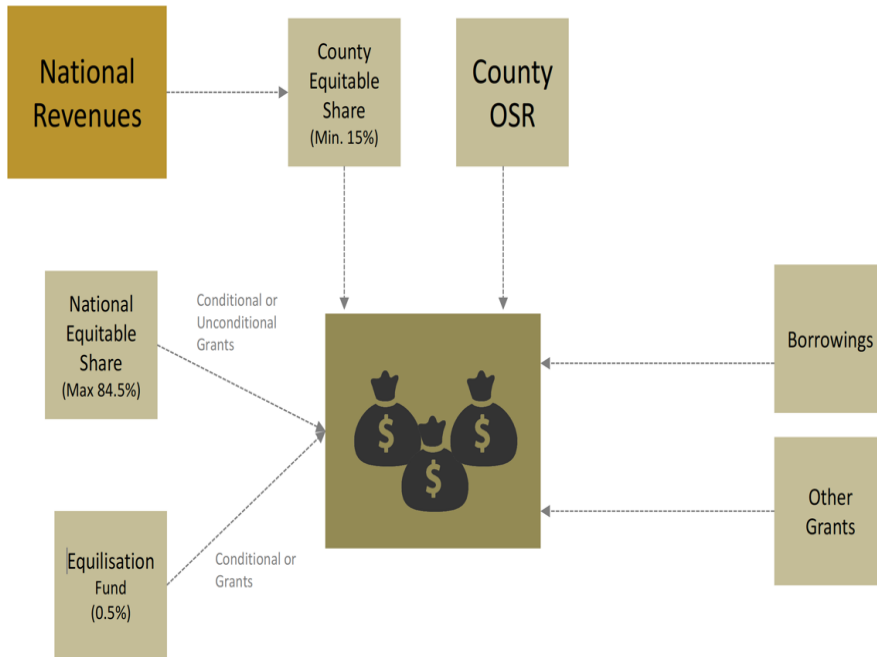 National
Revenues
County
Equitable
Share
(Min. 15%)
County
OSR
National
Equitable
Share
(Max 84.5%)
Conditional or
Unconditional
Grants
Borrowings
$ $
$
Other
Grants
Equilisation
Fund
(0.5%)
Conditional or
Grants